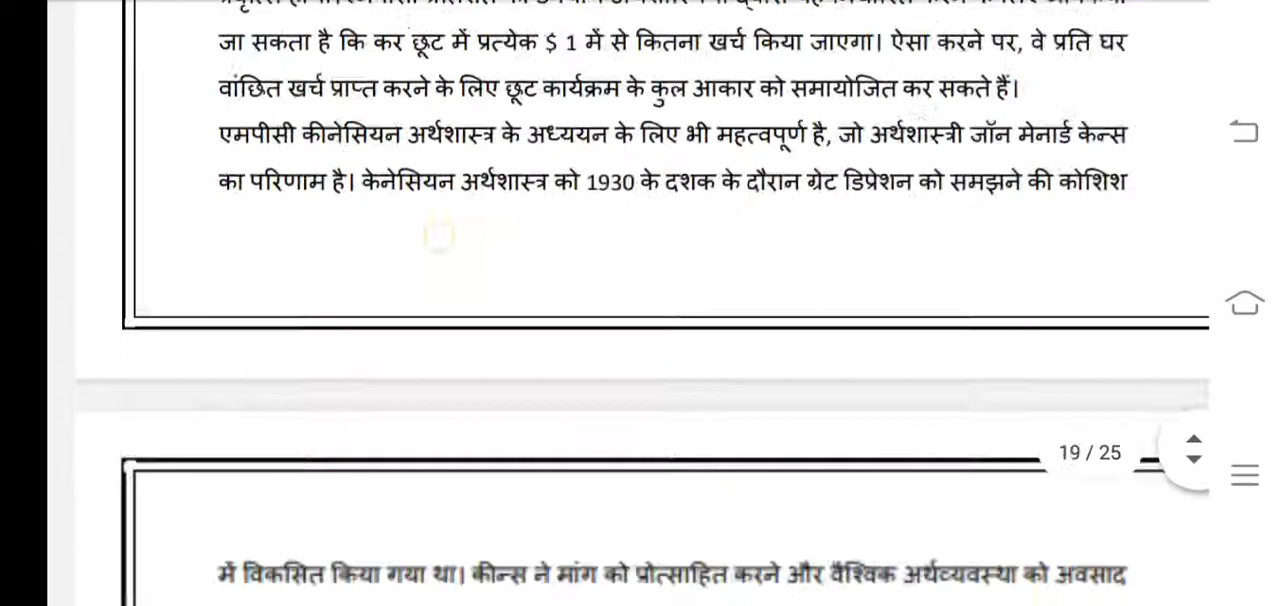 जा सकता है कि कर छूट में प्रत्येक $ 1 में से कितना खर्च किया जाएगा। ऐसा करने पर, वे प्रति घर
वांछित खर्च प्राप्त करने के लिए छूट कार्यक्रम के कुल आकार को समायोजित कर सकते हैं।
एमपीसी कीनेसियन अर्थशास्त्र के अध्ययन के लिए भी महत्वपूर्ण है, जो अर्थशास्त्री जॉन मेनार्ड केन्स
का परिणाम है। केनेसियन अर्थशास्त्र को 1930 के दशक के दौरान ग्रेट डिप्रेशन को समझने की कोशिश
19 / 25
में विकसित किया गया था। कीन्स ने मांग को प्रोत्साहित करने और वैश्विक अर्थव्यवस्था को अवसाद